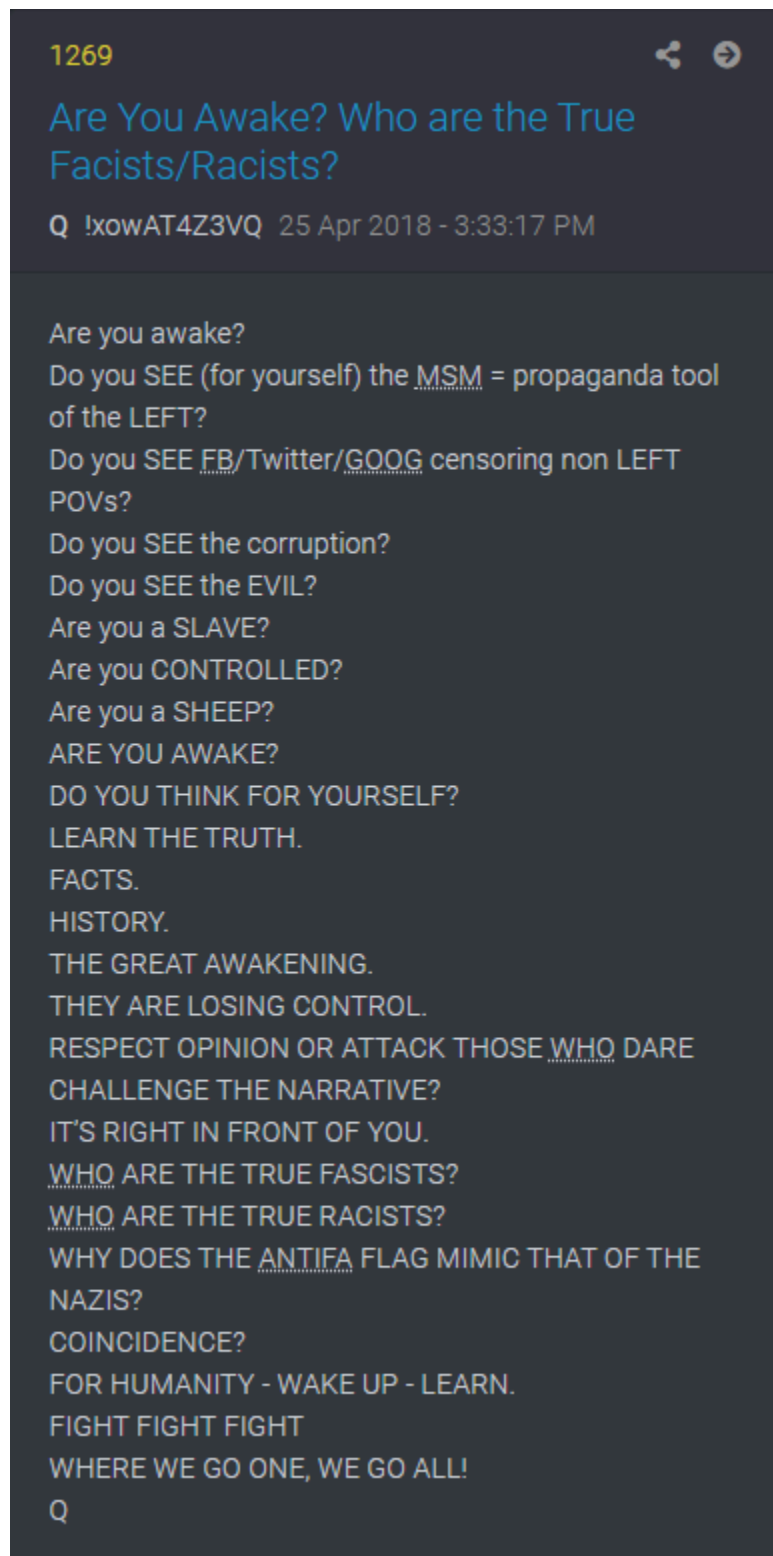 1269
Are You Awake? Who are the True
Facists/Racists?
Q !xowAT4Z3VQ 25 Apr 2018 - 3:33:17 PM
Are you awake?
Do you SEE (for yourself) the MSM = propaganda tool
of the LEFT?
Do you SEE FB/Twitter/GOOG censoring non LEFT
POVs?
Do you SEE the corruption?
Do you SEE the EVIL?
Are you a SLAVE?
Are you CONTROLLED?
Are you a SHEEP?
ARE YOU AWAKE?
DO YOU THINK FOR YOURSELF?
LEARN THE TRUTH.
FACTS.
HISTORY.
THE GREAT AWAKENING.
THEY ARE LOSING CONTROL.
RESPECT OPINION OR ATTACK THOSE WHO DARE
CHALLENGE THE NARRATIVE?
IT’S RIGHT IN FRONT OF YOU.
WHO ARE THE TRUE FASCISTS?
WHO ARE THE TRUE RACISTS?
WHY DOES THE ANTIFA FLAG MIMIC THAT OF THE
NAZIS?
COINCIDENCE?
FOR HUMANITY - WAKE UP - LEARN.
FIGHT FIGHT FIGHT
WHERE WE GO ONE, WE GO ALL!
Q